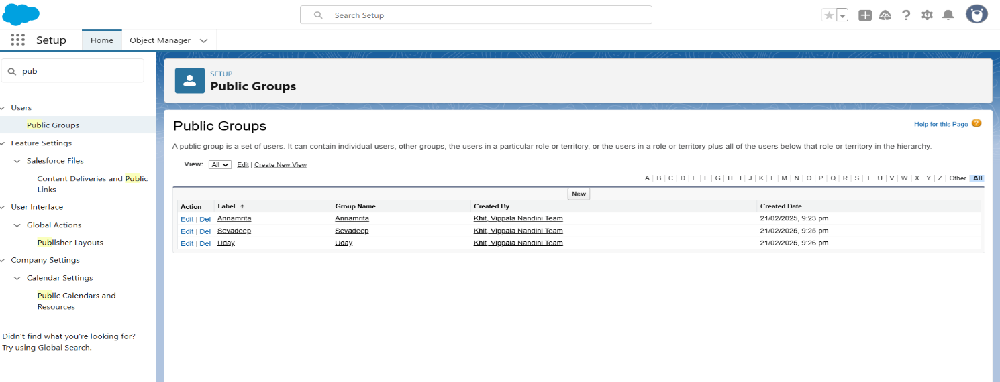 Search Setup
Setup
Home
Object Manager
pub
Users
Public Groups
Feature Settings
Salesforce Files
Content Deliveries and Public
Links
User Interface
Global Actions
Publisher Layouts
Company Settings
Calendar Settings
Public Calendars and
Resources
Didn't find what you're looking for?
Try using Global Search.
SETUP
Public Groups
Public Groups
Help for this Page ?
A public group is a set of users. It can contain individual users, other groups, the users in a particular role or territory, or the users in a role or territory plus all of the users below that role or territory in the hierarchy.
View: All Edit | Create New View
A | B | C | D | E | F | G | H | I | J | K | L | M | N | O | P | Q | R | S | T | U | V | W | X | Y | Z | Other | All
New
Action Label Group Name Created By Created Date
Edit | Del Annamrita Annamrita Khit, Vippala Nandini Team 21/02/2025, 9:23 pm
Edit | Del Sevadeep Sevadeep Khit, Vippala Nandini Team 21/02/2025, 9:25 pm
Edit | Del Uday Uday Khit, Vippala Nandini Team 21/02/2025, 9:26 pm